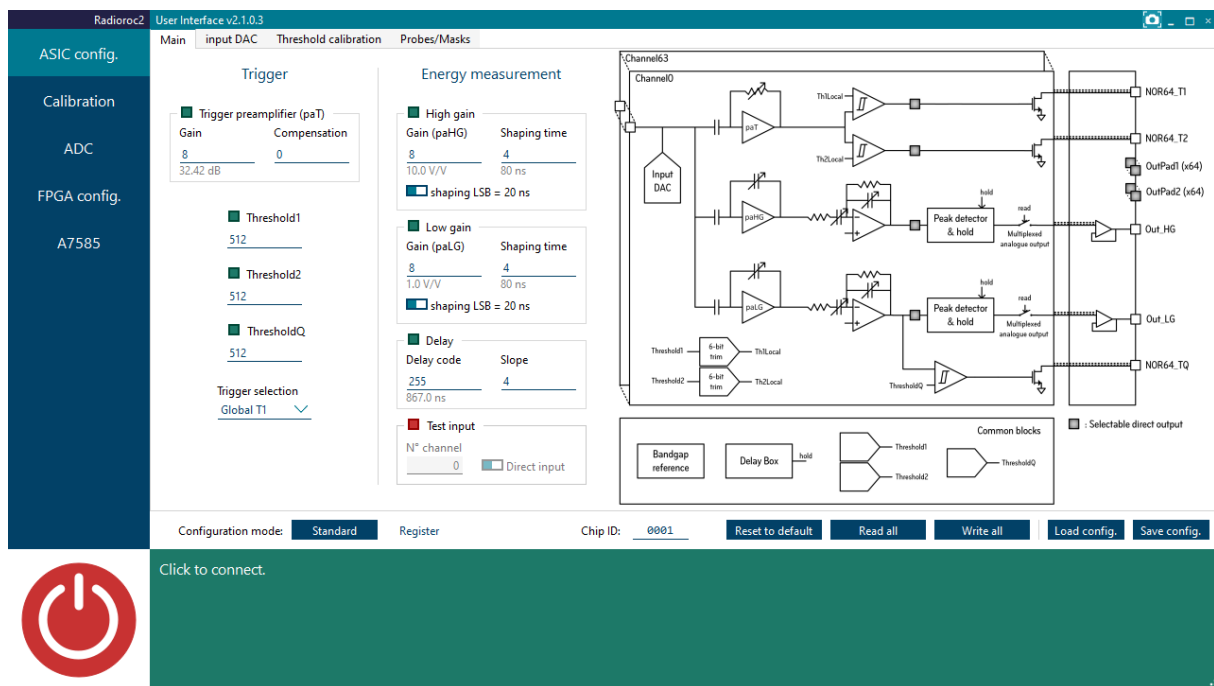 Radioroc2 User Interface v2.1.0.3
ASIC config.
Calibration
ADC
FPGA config.
A7585
Main input DAC Threshold calibration Probes/Masks
Trigger
Trigger preamplifier (paT)
Gain Compensation
8 0
32.42 dB
Threshold1
512
Threshold2
512
ThresholdQ
512
Trigger selection
Global T1
Energy measurement
High gain
Gain (paHG) Shaping time
8 4
10.0 V/V 80 ns
shaping LSB = 20 ns
Low gain
Gain (paLG) Shaping time
8 4
1.0 V/V 80 ns
shaping LSB = 20 ns
Delay
Delay code Slope
255 4
867.0 ns
Test input
N° channel
0 Direct input
Channel63
Channel0
Th1Local
paT
Th2Local
Input
DAC
paHG
hold
Peak detector
& hold
read
Multiplexed
analogue output
paLG
hold
Peak detector
& hold
read
Multiplexed
analogue output
Threshold1 6-bit
trim Th1Local
Threshold2 6-bit
trim Th2Local
ThresholdQ
NOR64_T1
NOR64_T2
OutPad1 (x64)
OutPad2 (x64)
Out_HG
Out_LG
NOR64_TQ
: Selectable direct output
Common blocks
Bandgap
reference
Delay Box hold
Threshold1
Threshold2
ThresholdQ
Configuration mode: Standard Register Chip ID: 0001 Reset to default Read all Write all Load config. Save config.
Click to connect.